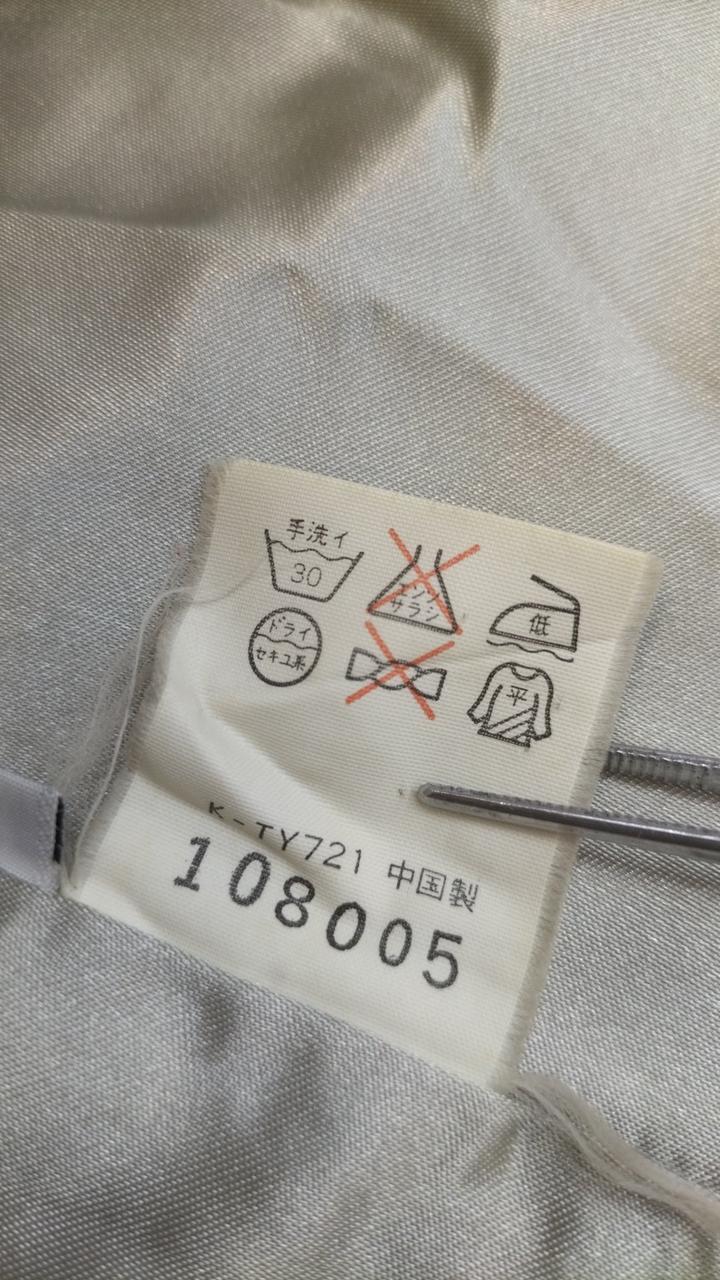 手洗イ
30
エンソ
サラシ
低
ドライ
セキユ系
平
K-TY721 中国製
108005